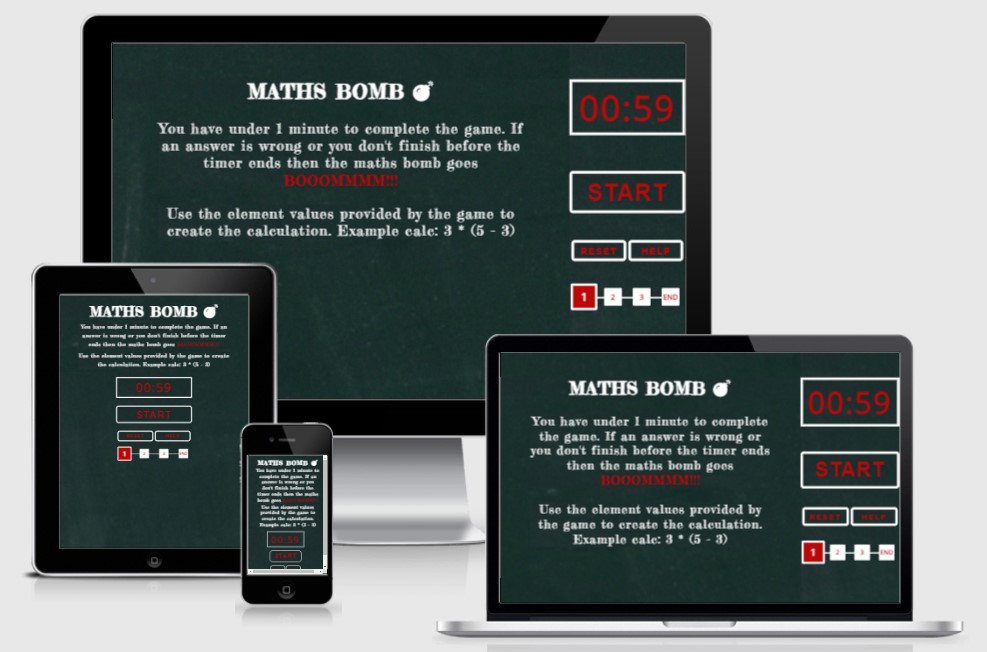 MATHS BOMB
You have under 1 minute to complete the game. If
an answer is wrong or you don't finish before the
timer ends then the maths bomb goes
BOOOMMMM!!!
Use the element values provided by the game to
create the calculation. Example calc: 3 * (5 - 3)
00:59
START
RESET HELP
1 2 3 END
MATHS BOMB
You have under 1 minute to complete the game. If an
answer is wrong or you don't finish before the timer
ends then the maths bomb goes BOOOMMMM!!!
Use the element values provided by the game to create
the calculation. Example calc: 3 * (5 - 3)
00:59
START
RESET HELP
1 2 3 END
MATHS BOMB
You have under 1 minute to
complete the game. If an
answer is wrong or you
don't finish before the
timer ends then the maths
bomb goes BOOOMMMM!!!
Use the element values
provided by the game to
create the calculation.
Example calc: 3 * (5 - 3)
00:59
START
MATHS BOMB
You have under 1 minute to complete
the game. If an answer is wrong or
you don't finish before the timer ends
then the maths bomb goes
BOOOMMMM!!!
Use the element values provided by
the game to create the calculation.
Example calc: 3 * (5 - 3)
00:59
START
RESET HELP
1 2 3 END